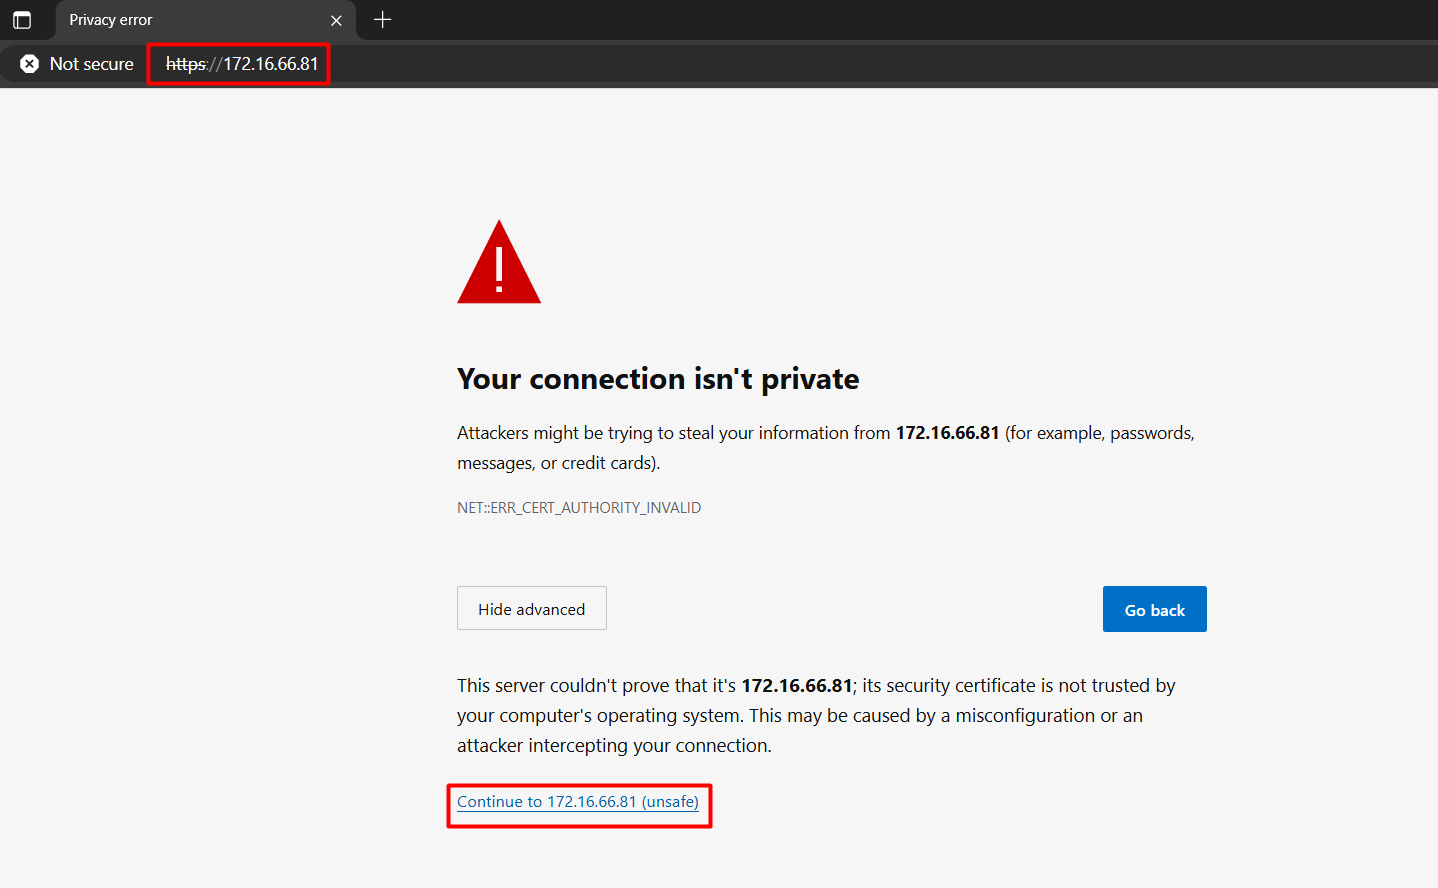 Privacy error
Not secure https://172.16.66.81
Your connection isn't private
Attackers might be trying to steal your information from 172.16.66.81 (for example, passwords,
messages, or credit cards).
NET::ERR_CERT_AUTHORITY_INVALID
Hide advanced
Go back
This server couldn't prove that it's 172.16.66.81; its security certificate is not trusted by
your computer's operating system. This may be caused by a misconfiguration or an
attacker intercepting your connection.
Continue to 172.16.66.81 (unsafe)